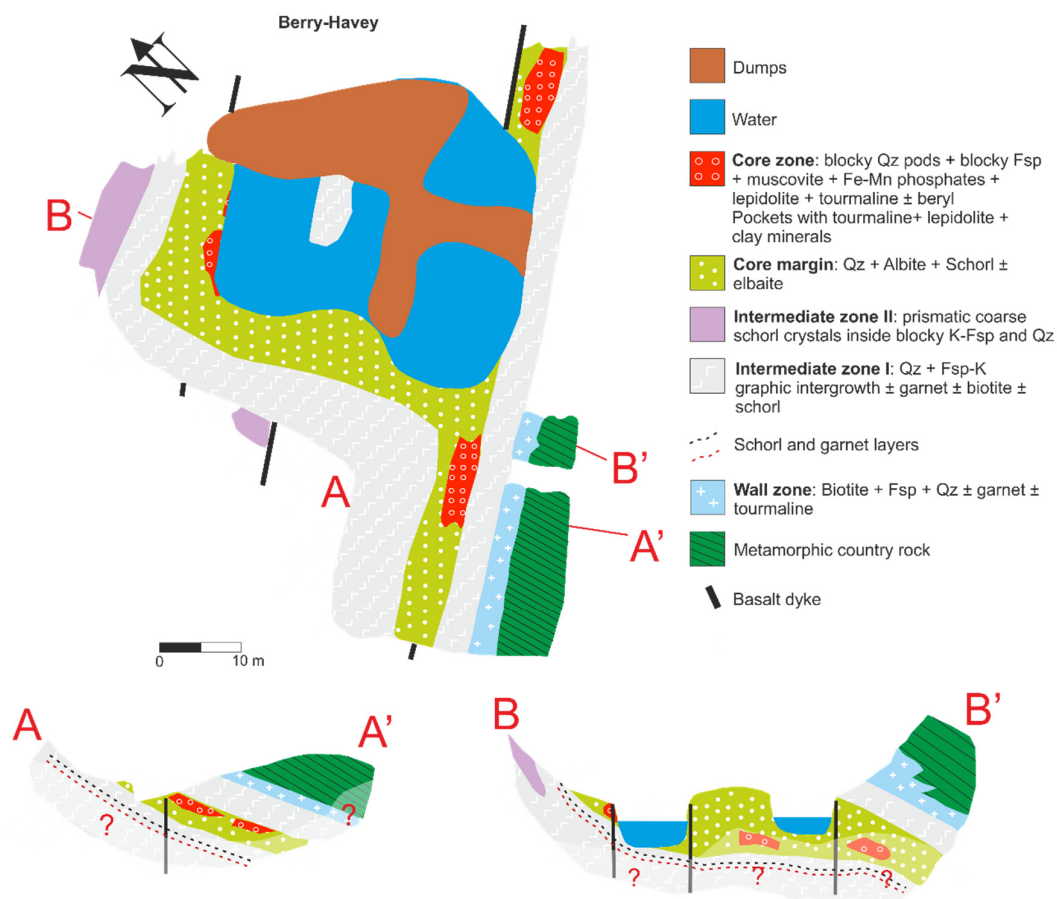 Berry-Havey
N
B
A
B’
A’
0
10 m
Dumps
Water
Core zone: blocky Qz pods + blocky Fsp
+ muscovite + Fe-Mn phosphates +
lepidolite + tourmaline ± beryl
Pockets with tourmaline+ lepidolite +
clay minerals
Core margin: Qz + Albite + Schorl ±
elbaite
Intermediate zone II: prismatic coarse
schorl crystals inside blocky K-Fsp and Qz
Intermediate zone I: Qz + Fsp-K
graphic intergrowth ± garnet ± biotite ±
schorl
Schorl and garnet layers
Wall zone: Biotite + Fsp + Qz ± garnet ±
tourmaline
Metamorphic country rock
Basalt dyke
A
A’
?
?
B
B’
?
?
?